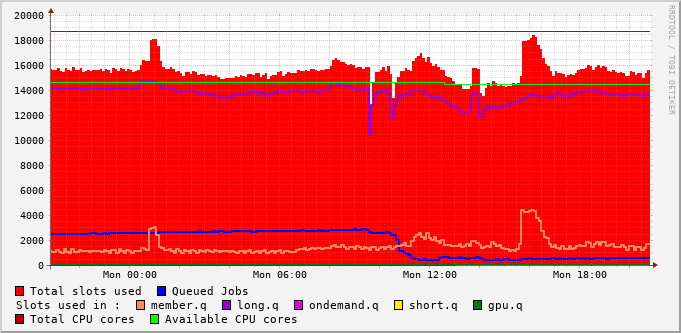 20000
18000
16000
14000
12000
10000
8000
6000
4000
2000
0
Mon 00:00 Mon 06:00 Mon 12:00 Mon 18:00
RRDTOOL / TOBI OETIKER
Total slots used Queued Jobs
Slots used in : member.q long.q ondemand.q short.q gpu.q
Total CPU cores Available CPU cores